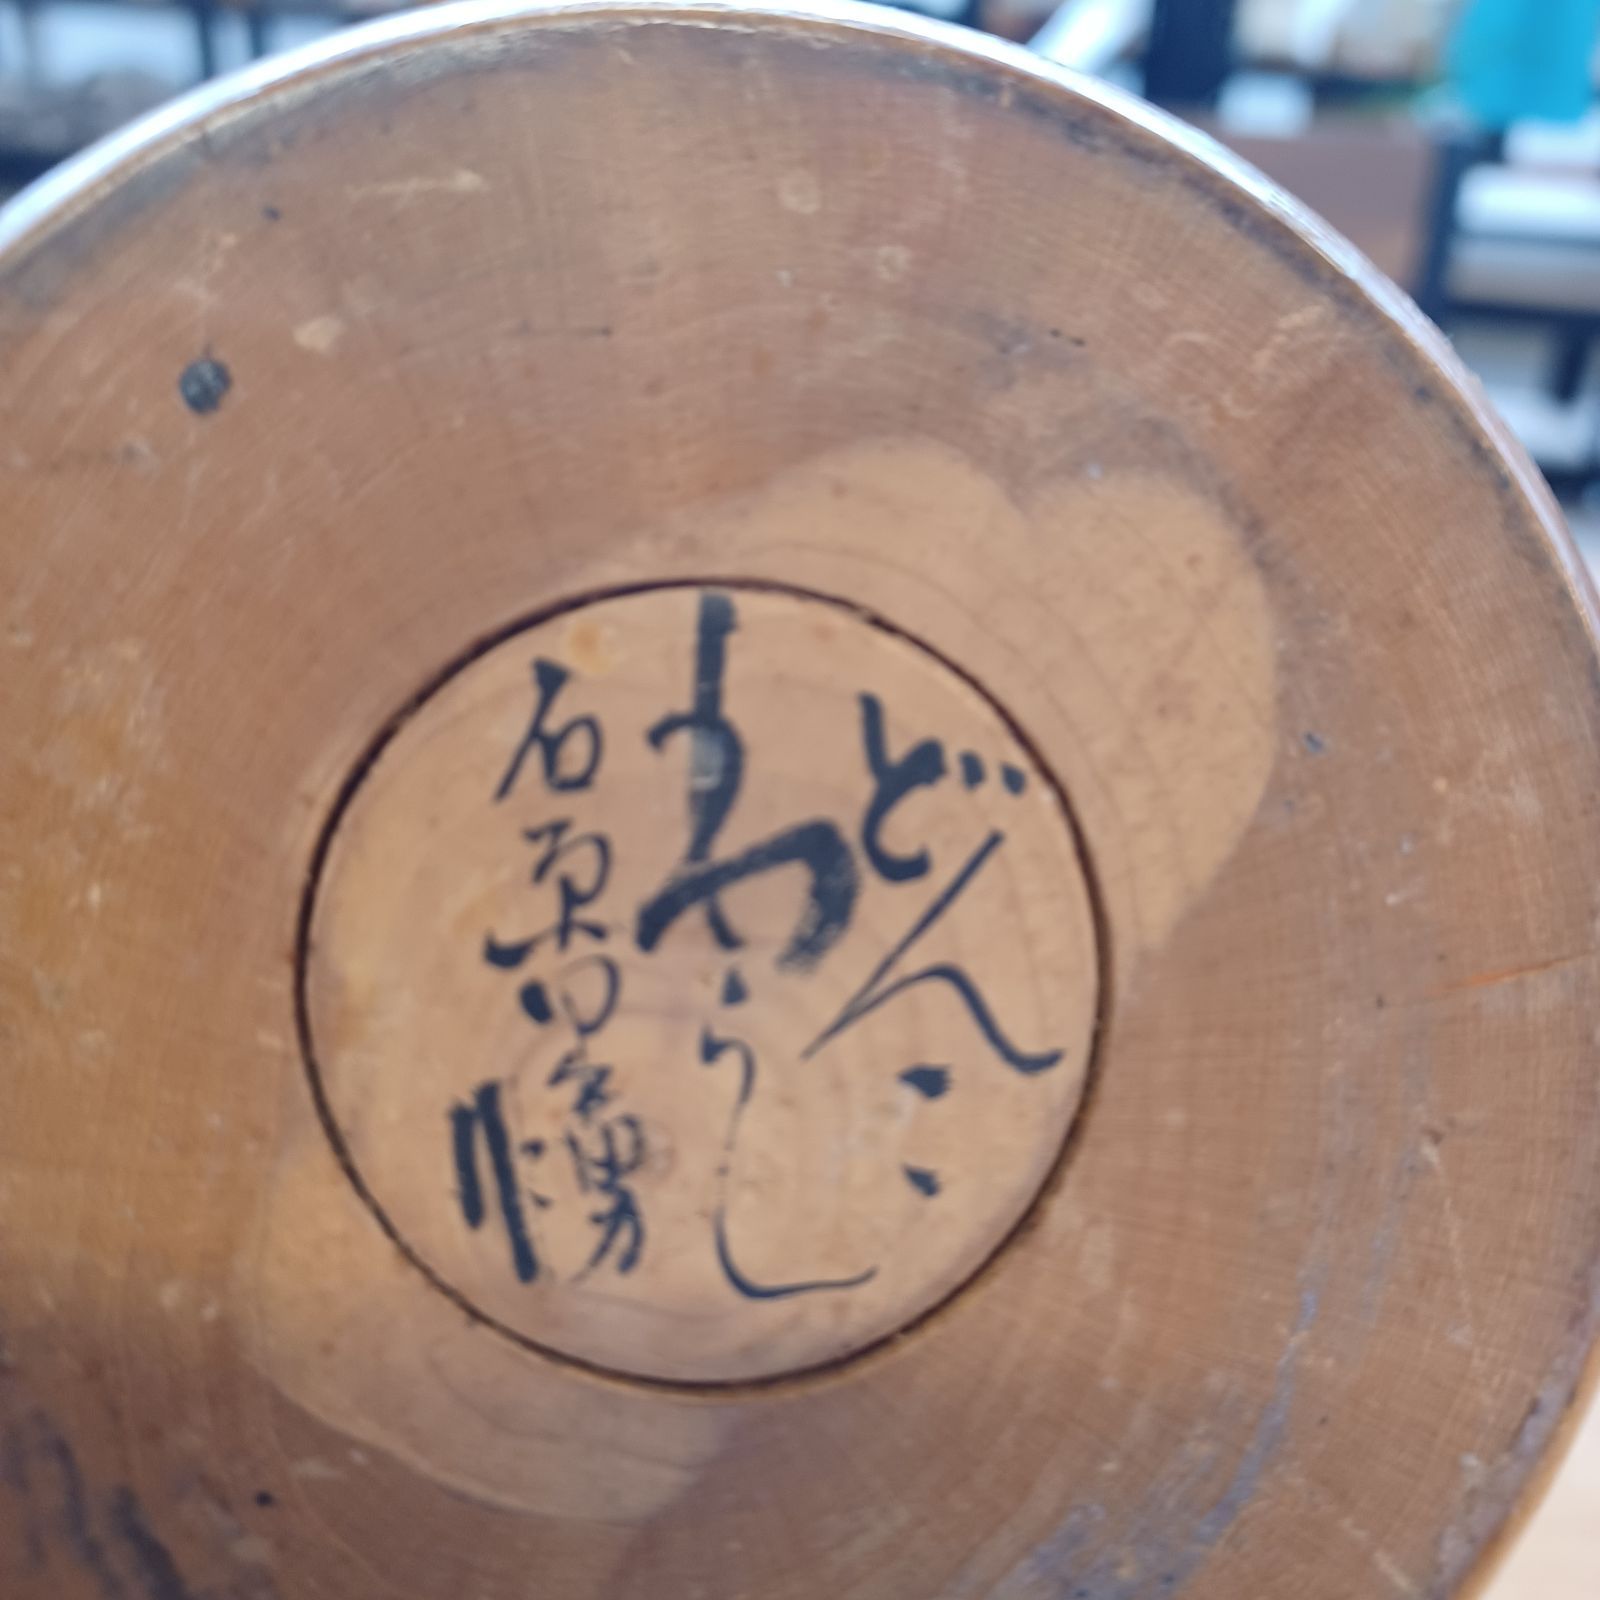 どんこ
わらし
石原日出男
作